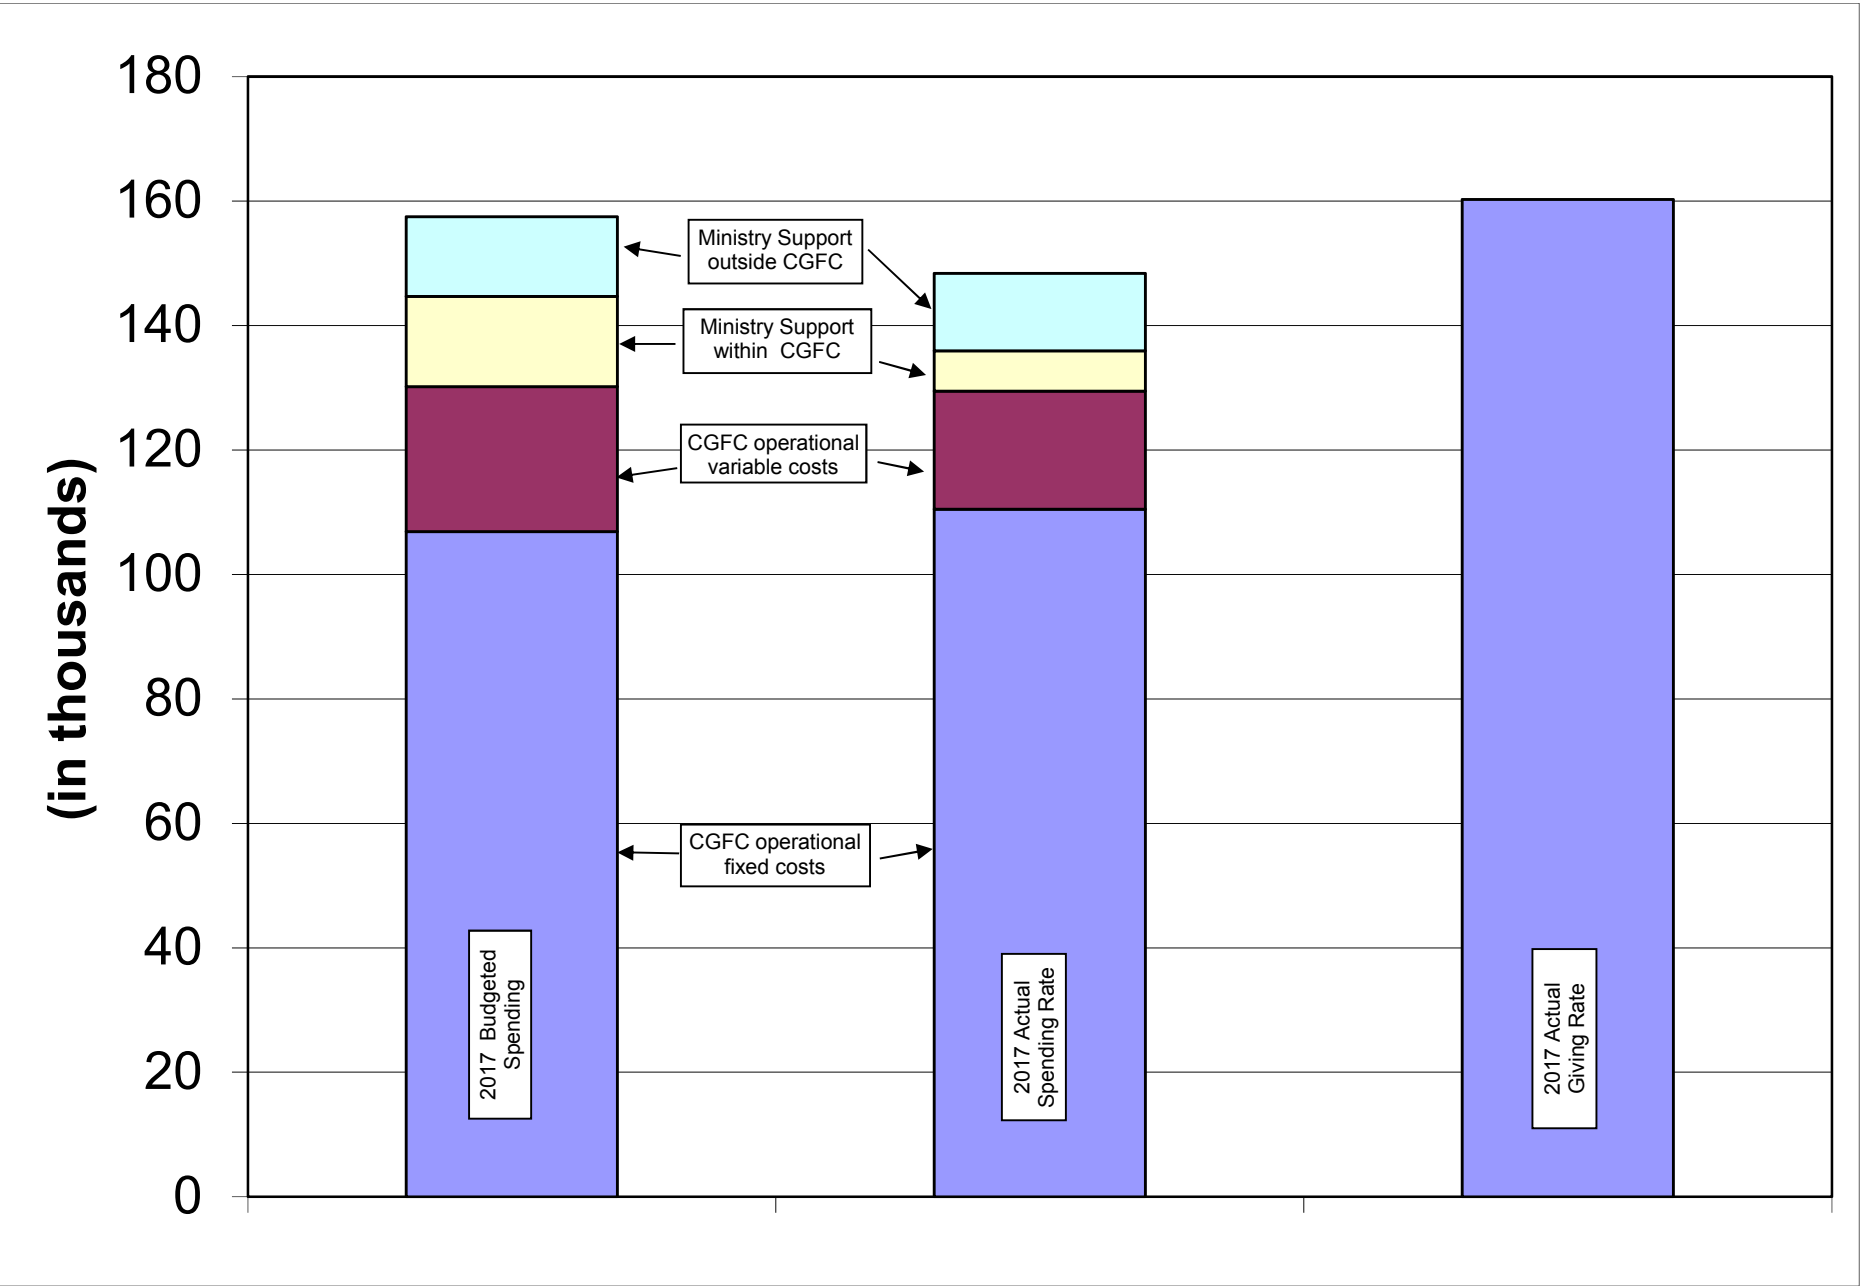 (in thousands)
180
160
140
120
100
80
60
40
20
0
Ministry Support
outside CGFC
Ministry Support
within  CGFC
CGFC operational
variable costs
CGFC operational
fixed costs
2017  Budgeted
Spending
2017 Actual
Spending Rate
2017 Actual
Giving Rate